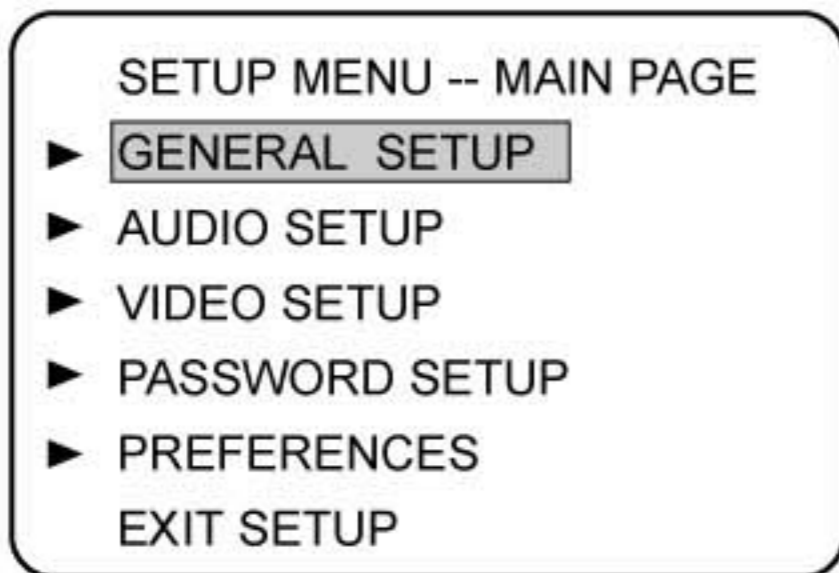 SETUP MENU -- MAIN PAGE
GENERAL SETUP
AUDIO SETUP
VIDEO SETUP
PASSWORD SETUP
PREFERENCES
EXIT SETUP